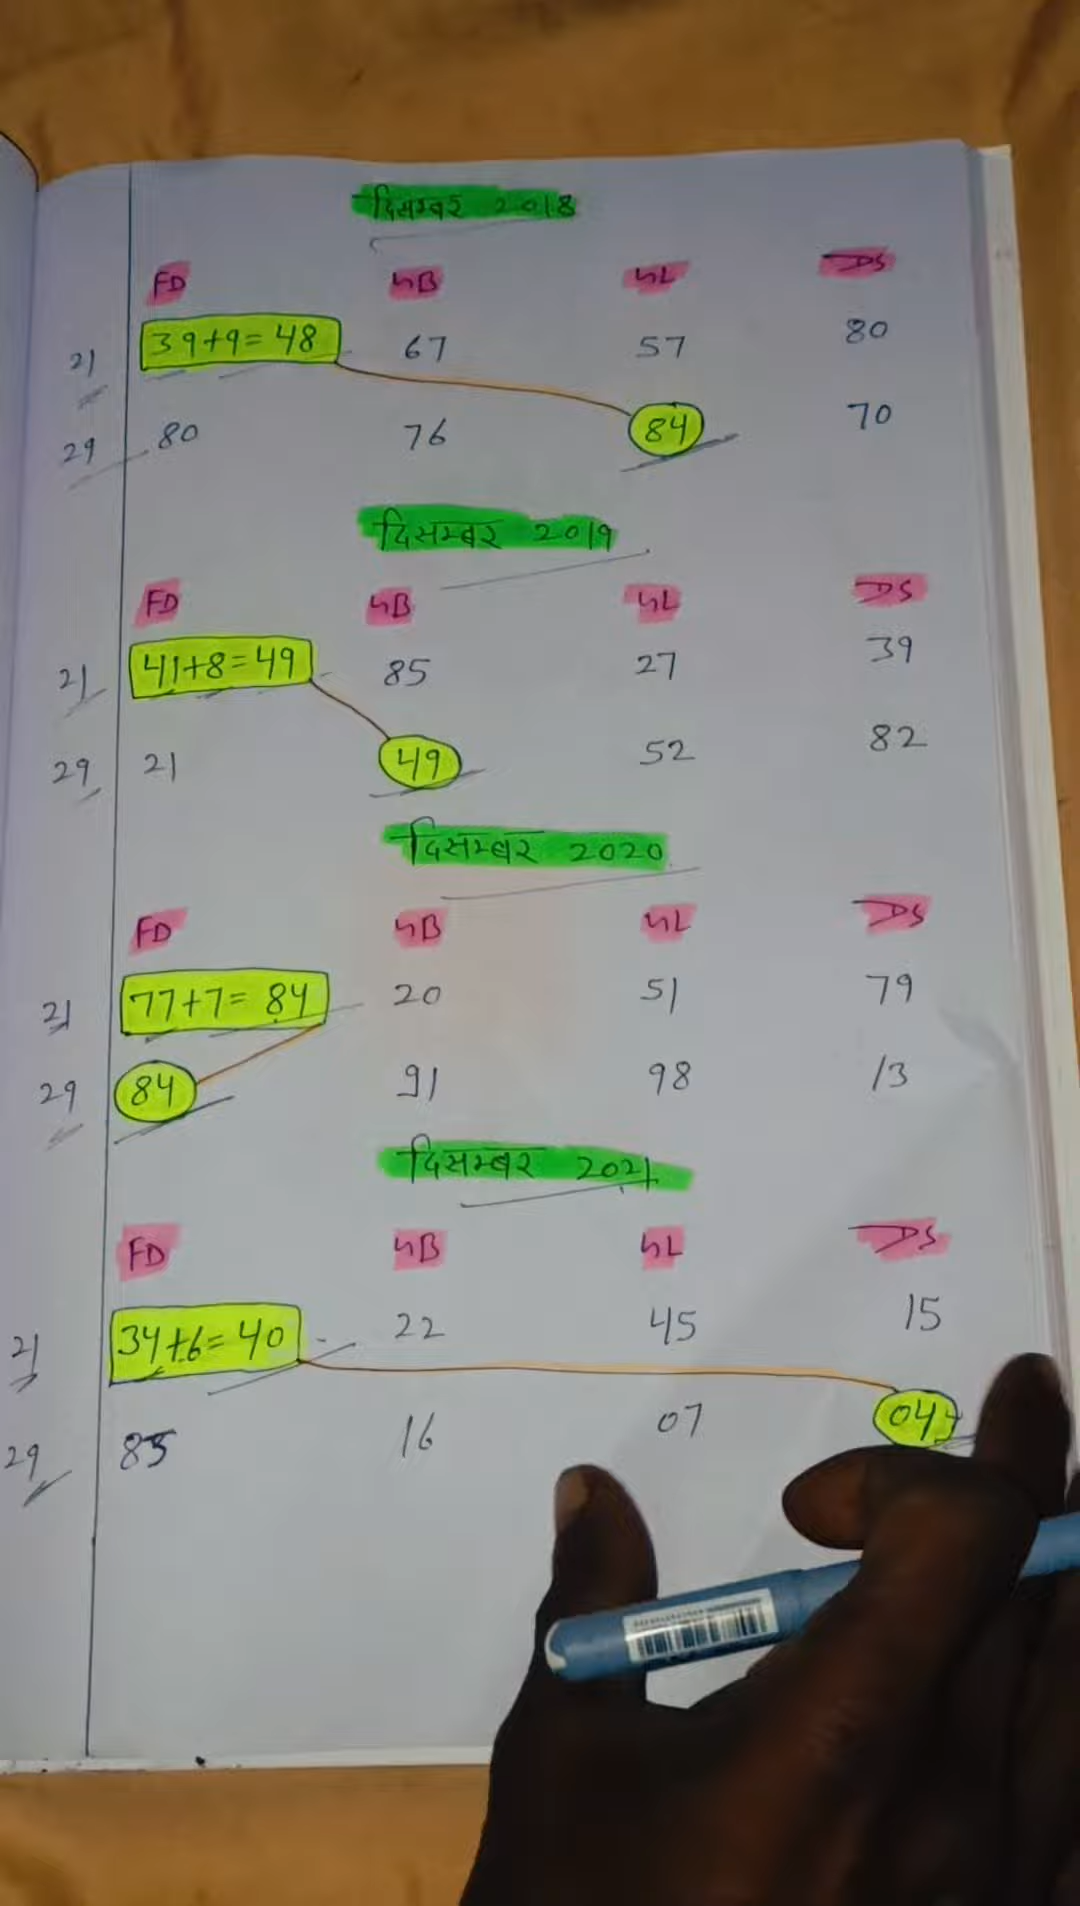 दिसम्बर 2018
FD GB GL DS
21 39+9=48 67 57 80
29 80 76 84 70
दिसम्बर 2019
FD GB GL DS
21 41+8=49 85 27 39
29 21 49 52 82
दिसम्बर 2020
FD GB GL DS
21 77+7=84 20 51 79
29 84 91 98 13
दिसम्बर 2021
FD GB GL DS
21 34+6=40 22 45 15
29 16 07 04